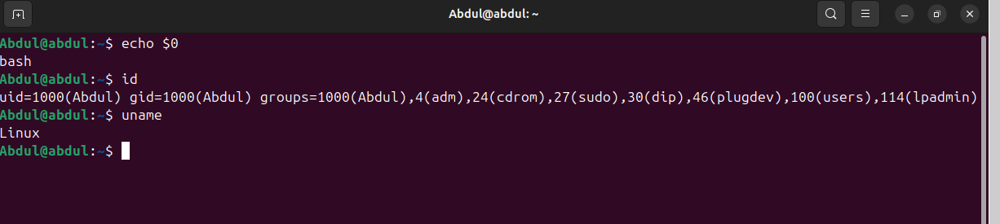 Abdul@abdul: ~
Abdul@abdul:~$ echo $0
bash
Abdul@abdul:~$ id
uid=1000(Abdul) gid=1000(Abdul) groups=1000(Abdul),4(adm),24(cdrom),27(sudo),30(dip),46(plugdev),100(users),114(lpadmin)
Abdul@abdul:~$ uname
Linux
Abdul@abdul:~$